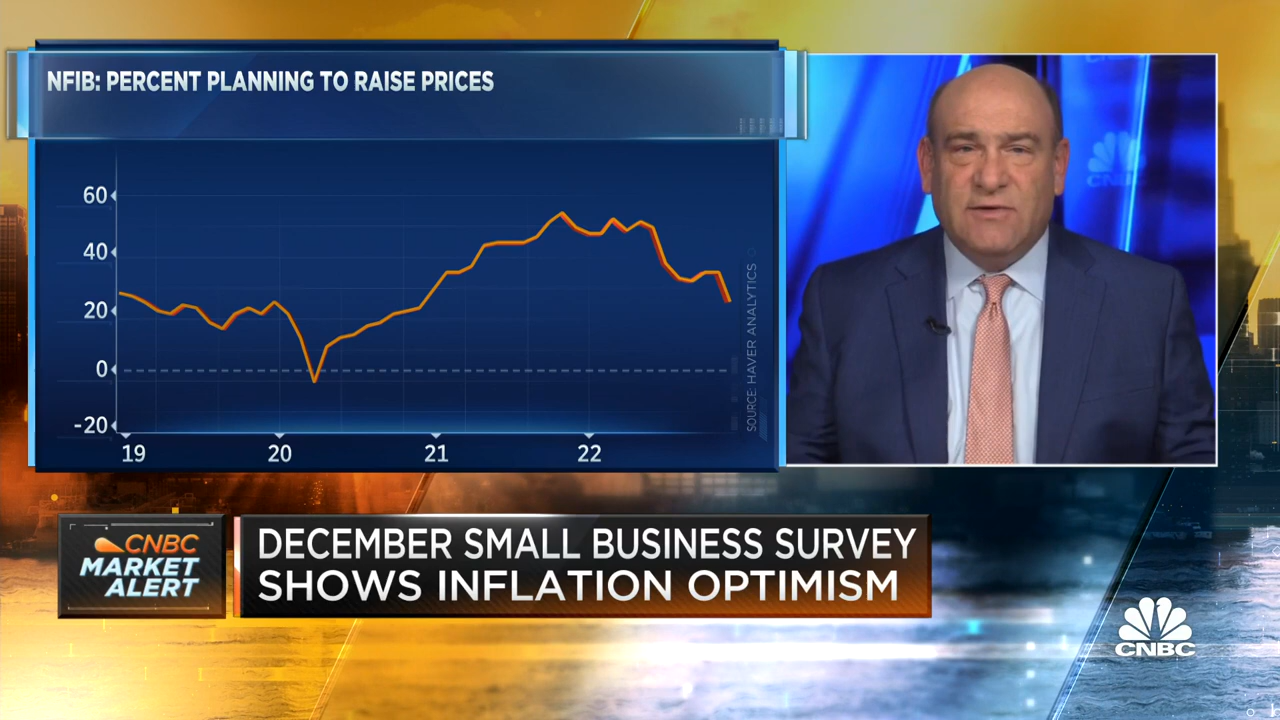 NFIB: PERCENT PLANNING TO RAISE PRICES
60
40
20
0
-20
19
20
21
22
SOURCE: HAVER ANALYTICS
CNBC
CNBC
MARKET
ALERT
DECEMBER SMALL BUSINESS SURVEY
SHOWS INFLATION OPTIMISM
CNBC